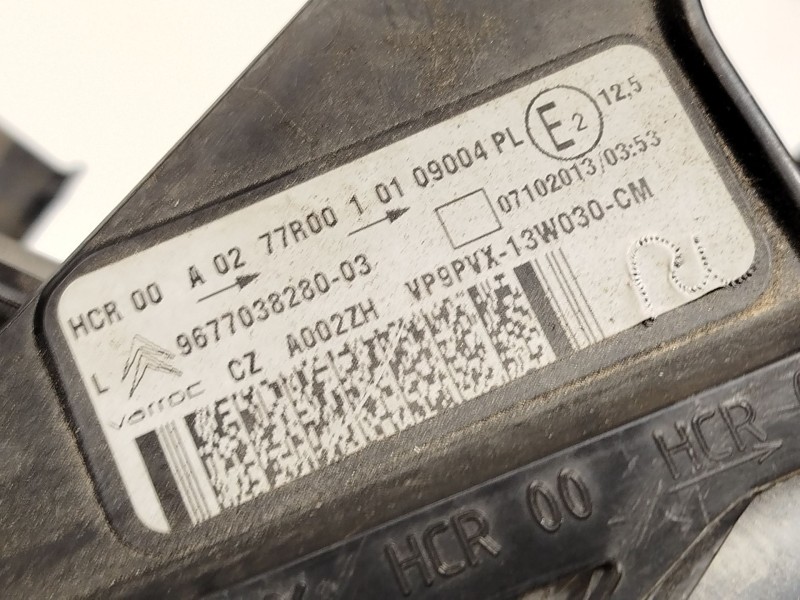 HCR 00 A 02 77R00 1 01 09004 PL E2 12,5
07102013/03:53
L 9677038280-03
varroc CZ A002ZH VP9PVX-13W030-CM
HCR 00 HCR